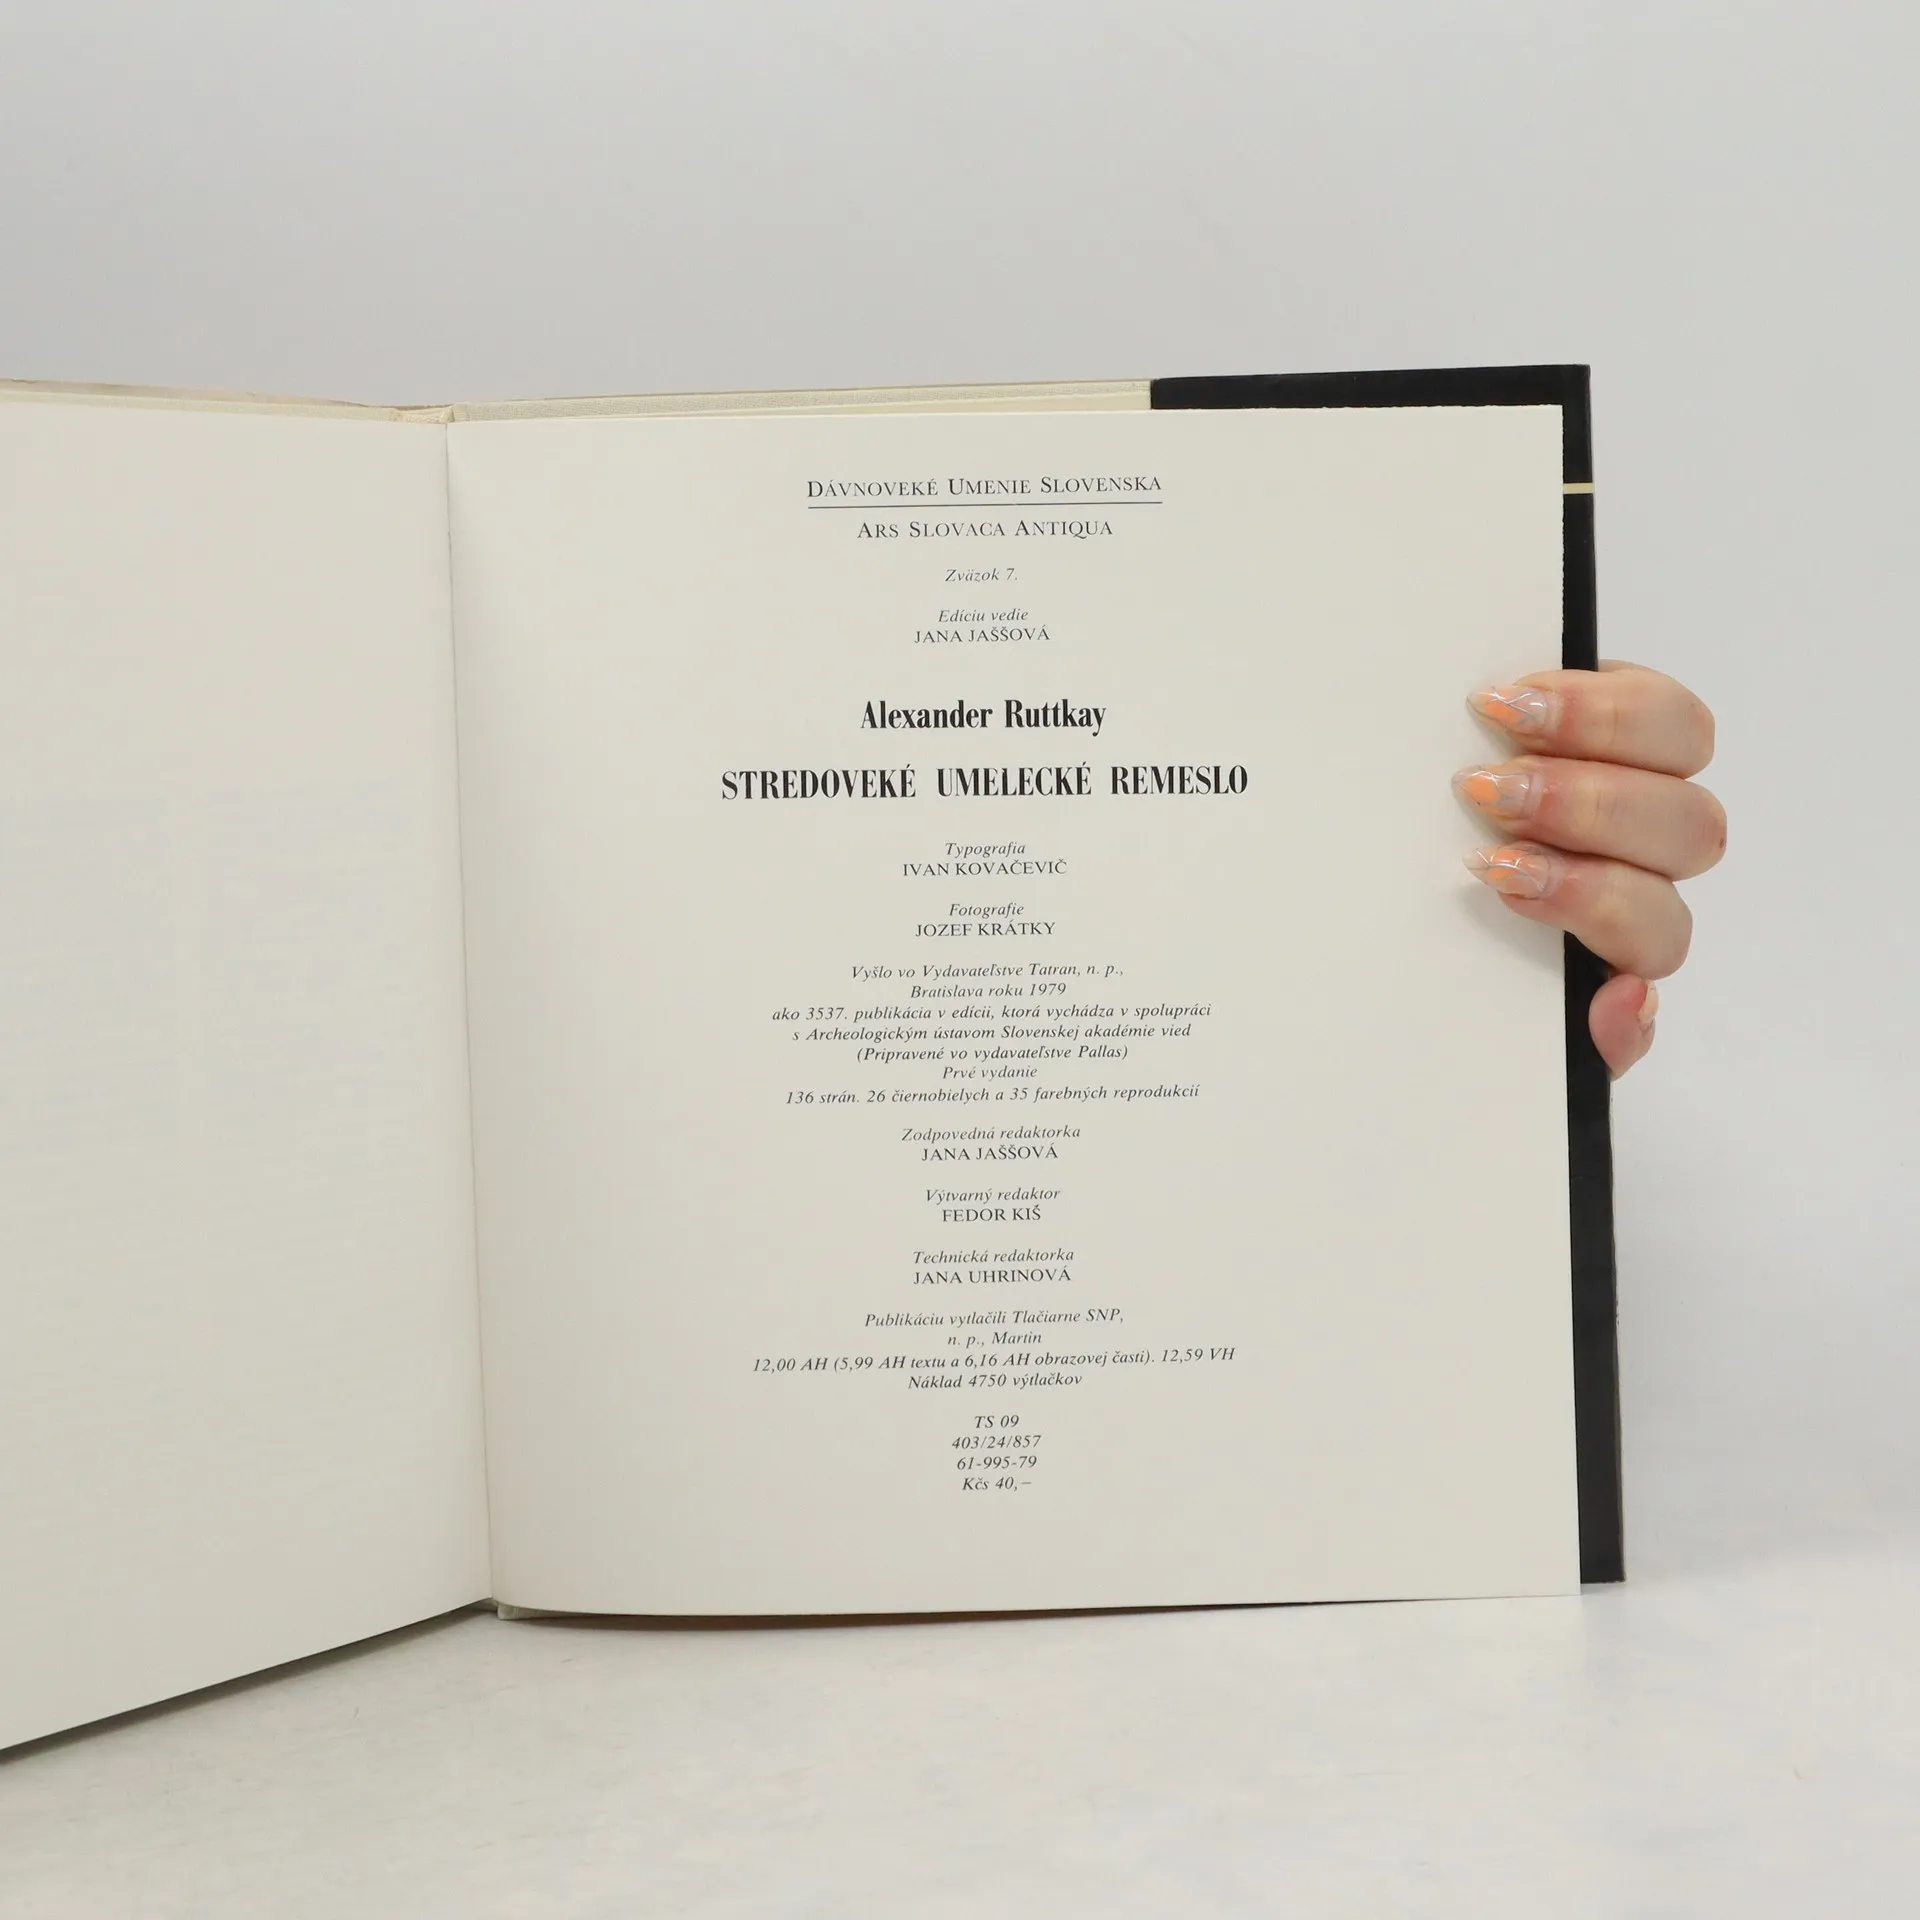 DÁVNOVEKÉ UMENIE SLOVENSKA
ARS SLOVACA ANTIQUA
Zväzok 7.
Edíciu vedie
JANA JAŠŠOVÁ
Alexander Ruttkay
STREDOVEKÉ UMELECKÉ REMESLO
Typografia
IVAN KOVAČEVIČ
Fotografie
JOZEF KRÁTKY
Vyšlo vo Vydavateľstve Tatran, n. p.,
Bratislava roku 1979
ako 3537. publikácia v edícii, ktorá vychádza v spolupráci
s Archeologickým ústavom Slovenskej akadémie vied
(Pripravené vo vydavateľstve Pallas)
Prvé vydanie
136 strán. 26 čiernobielych a 35 farebných reprodukcií
Zodpovedná redaktorka
JANA JAŠŠOVÁ
Výtvarný redaktor
FEDOR KIŠ
Technická redaktorka
JANA UHRINOVÁ
Publikáciu vytlačili Tlačiarne SNP,
n. p., Martin
12,00 AH (5,99 AH textu a 6,16 AH obrazovej časti). 12,59 VH
Náklad 4750 výtlačkov
TS 09
403/24/857
61-995-79
Kčs 40,–